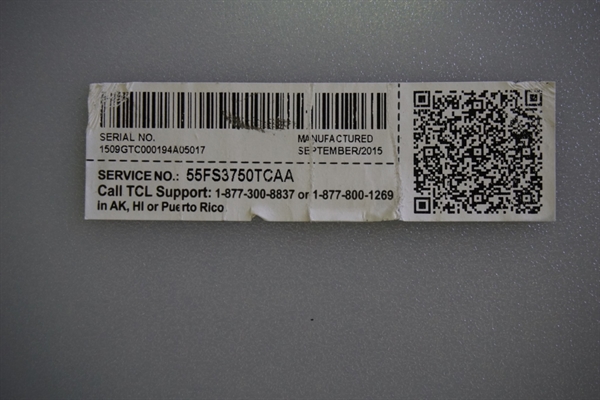 SERIAL NO. MANUFACTURED
1509GTC000194A05017 SEPTEMBER/2015
SERVICE NO.: 55FS3750TCAA
Call TCL Support: 1-877-300-8837 or 1-877-800-1269
in AK, HI or Puerto Rico